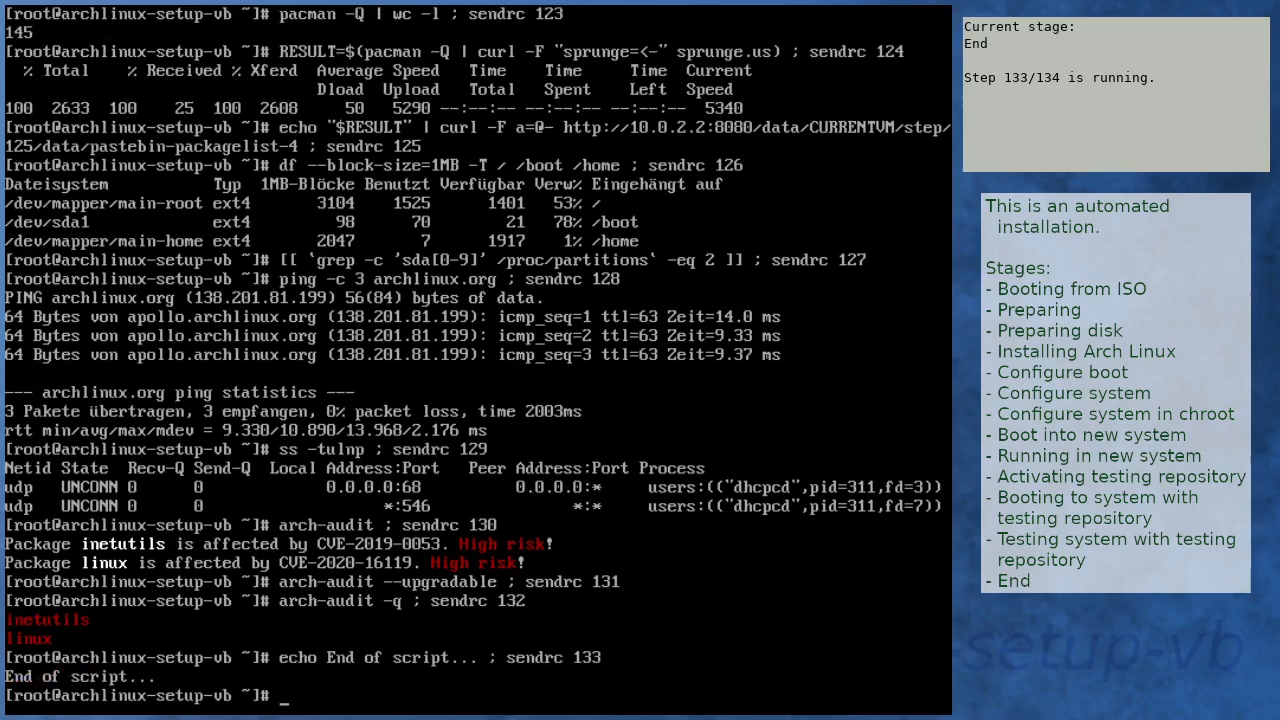 [root@archlinux-setup-vb ~]# pacman -Q | wc -l ; sendrc 123
145
[root@archlinux-setup-vb ~]# RESULT=$(pacman -Q | curl -F "sprunge=<-" sprunge.us) ; sendrc 124
  % Total    % Received % Xferd  Average Speed   Time    Time     Time  Current
                                 Dload  Upload   Total   Spent    Left  Speed
100  2633  100    25  100  2608     50   5290 --:--:-- --:--:-- --:--:--  5340
[root@archlinux-setup-vb ~]# echo "$RESULT" | curl -F a=@- http://10.0.2.2:8080/data/CURRENTVM/step/
125/data/pastebin-packagelist-4 ; sendrc 125
[root@archlinux-setup-vb ~]# df --block-size=1MB -T / /boot /home ; sendrc 126
Dateisystem           Typ  1MB-Blöcke Benutzt Verfügbar Verw% Eingehängt auf
/dev/mapper/main-root ext4       3104    1525      1401   53% /
/dev/sda1             ext4         98      70        21   78% /boot
/dev/mapper/main-home ext4       2047       7      1917    1% /home
[root@archlinux-setup-vb ~]# [[ `grep -c 'sda[0-9]' /proc/partitions` -eq 2 ]] ; sendrc 127
[root@archlinux-setup-vb ~]# ping -c 3 archlinux.org ; sendrc 128
PING archlinux.org (138.201.81.199) 56(84) bytes of data.
64 Bytes von apollo.archlinux.org (138.201.81.199): icmp_seq=1 ttl=63 Zeit=14.0 ms
64 Bytes von apollo.archlinux.org (138.201.81.199): icmp_seq=2 ttl=63 Zeit=9.33 ms
64 Bytes von apollo.archlinux.org (138.201.81.199): icmp_seq=3 ttl=63 Zeit=9.37 ms
--- archlinux.org ping statistics ---
3 Pakete übertragen, 3 empfangen, 0% packet loss, time 2003ms
rtt min/avg/max/mdev = 9.330/10.890/13.968/2.176 ms
[root@archlinux-setup-vb ~]# ss -tulnp ; sendrc 129
Netid State  Recv-Q Send-Q  Local Address:Port   Peer Address:Port Process
udp   UNCONN 0      0             0.0.0.0:68          0.0.0.0:*     users:(("dhcpcd",pid=311,fd=3))
udp   UNCONN 0      0                   *:546               *:*     users:(("dhcpcd",pid=311,fd=7))
[root@archlinux-setup-vb ~]# arch-audit ; sendrc 130
Package inetutils is affected by CVE-2019-0053. High risk!
Package linux is affected by CVE-2020-16119. High risk!
[root@archlinux-setup-vb ~]# arch-audit --upgradable ; sendrc 131
[root@archlinux-setup-vb ~]# arch-audit -q ; sendrc 132
inetutils
linux
[root@archlinux-setup-vb ~]# echo End of script... ; sendrc 133
End of script...
[root@archlinux-setup-vb ~]# _
Current stage:
End
Step 133/134 is running.
This is an automated
installation.
Stages:
- Booting from ISO
- Preparing
- Preparing disk
- Installing Arch Linux
- Configure boot
- Configure system
- Configure system in chroot
- Boot into new system
- Running in new system
- Activating testing repository
- Booting to system with
testing repository
- Testing system with testing
repository
- End
-setup-vb